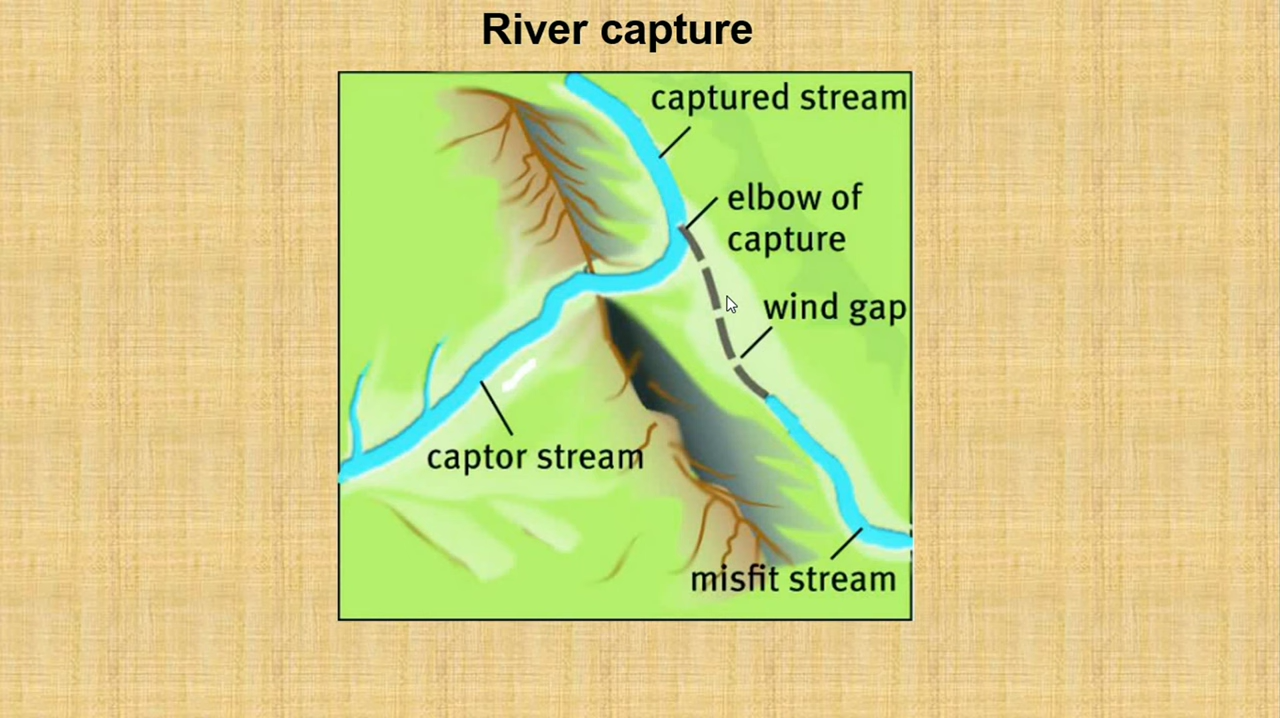 River capture
captured stream
elbow of
capture
wind gap
captor stream
misfit stream